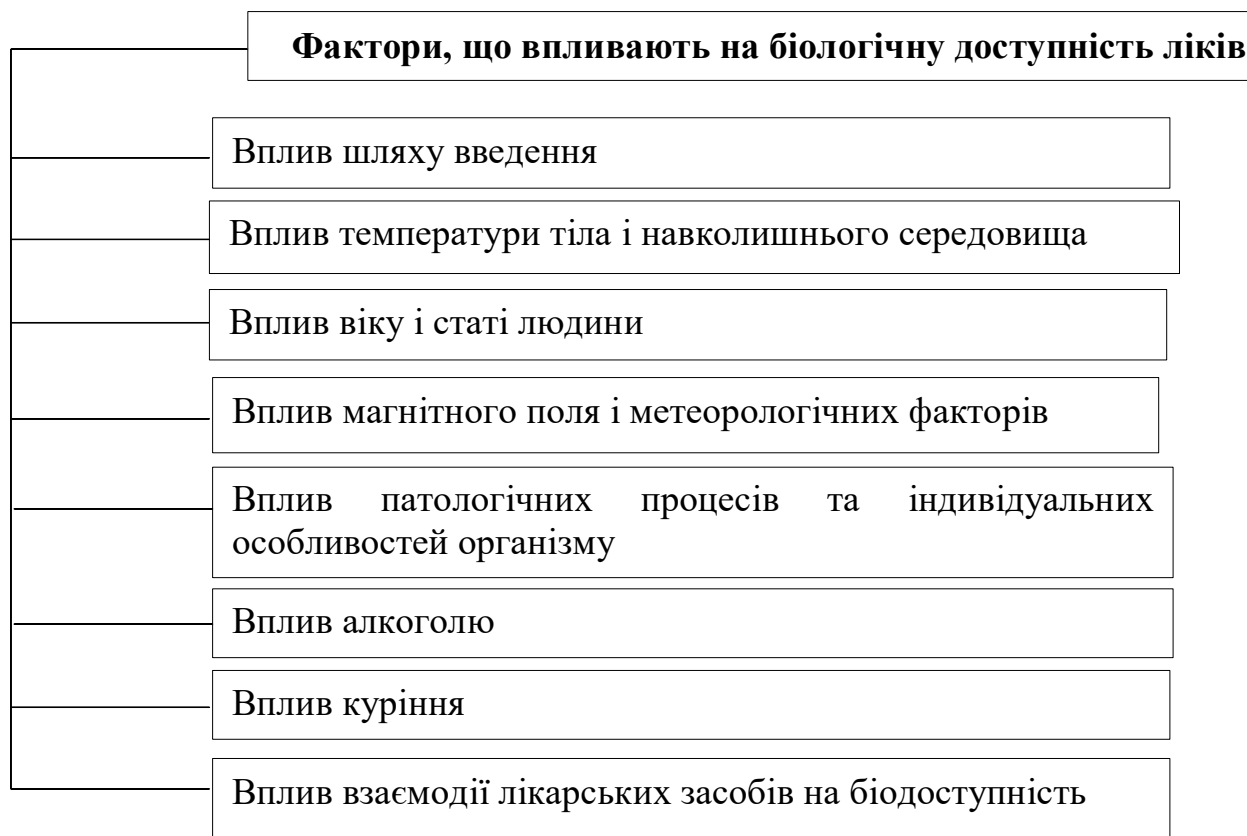 Фактори, що впливають на біологічну доступність ліків
Вплив шляху введення
Вплив температури тіла і навколишнього середовища
Вплив віку і статі людини
Вплив магнітного поля і метеорологічних факторів
Вплив патологічних процесів та індивідуальних
особливостей організму
Вплив алкоголю
Вплив куріння
Вплив взаємодії лікарських засобів на біодоступність